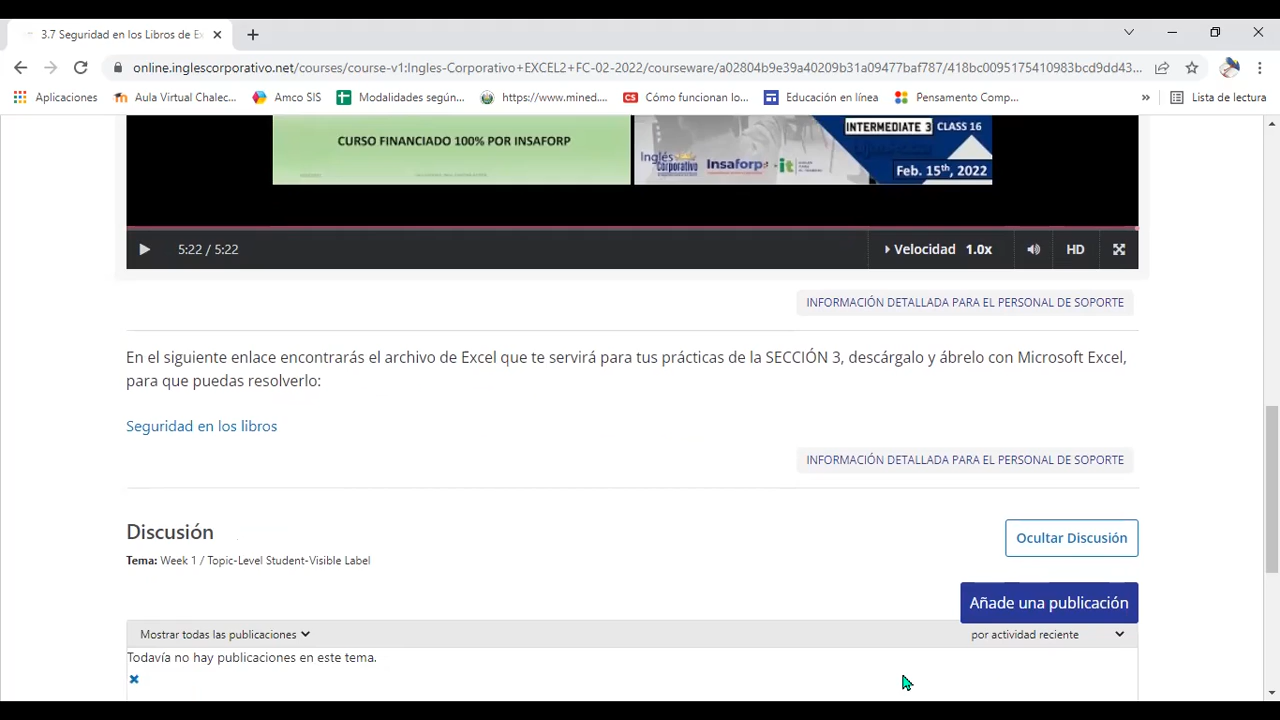 3.7 Seguridad en los Libros de Ex
online.inglescorporativo.net/courses/course-v1:Ingles-Corporativo+EXCEL2+FC-02-2022/courseware/a02804b9e39a40209b31a09477baf787/418bc0095175410983bcd9dd43...
Aplicaciones Aula Virtual Chalec... Amco SIS Modalidades según... https://www.mined.... CS Cómo funcionan lo... Educación en línea Pensamento Comp... » Lista de lectura
CURSO FINANCIADO 100% POR INSAFORP
INTERMEDIATE 3 CLASS 16
Inglés Corporativo Insaforp it
Feb. 15th, 2022
5:22 / 5:22 Velocidad 1.0x HD
INFORMACIÓN DETALLADA PARA EL PERSONAL DE SOPORTE
En el siguiente enlace encontrarás el archivo de Excel que te servirá para tus prácticas de la SECCIÓN 3, descárgalo y ábrelo con Microsoft Excel,
para que puedas resolverlo:
Seguridad en los libros
INFORMACIÓN DETALLADA PARA EL PERSONAL DE SOPORTE
Discusión
Ocultar Discusión
Tema: Week 1 / Topic-Level Student-Visible Label
Añade una publicación
Mostrar todas las publicaciones por actividad reciente
Todavía no hay publicaciones en este tema.